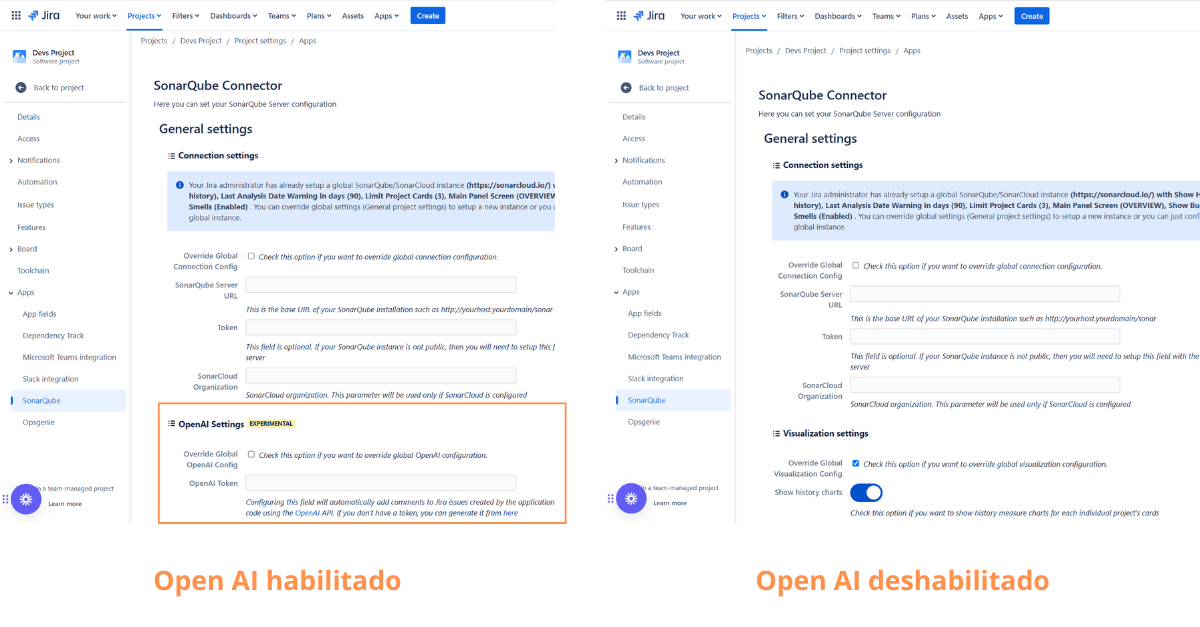 Jira Your work Projects Filters Dashboards Teams Plans Assets Apps Create
Projects / Devs Project / Project settings / Apps
Devs Project
Software project
Back to project
Details
Access
Notifications
Automation
Issue types
Features
Board
Toolchain
Apps
App fields
Dependency Track
Microsoft Teams integration
Slack integration
SonarQube
Opsgenie
in a team-managed project
Learn more
SonarQube Connector
Here you can set your SonarQube Server configuration
General settings
Connection settings
Your Jira administrator has already setup a global SonarQube/SonarCloud instance (https://sonarcloud.io/) w
history), Last Analysis Date Warning in days (90), Limit Project Cards (3), Main Panel Screen (OVERVIEW
Smells (Enabled) . You can override global settings (General project settings) to setup a new instance or you
global instance.
Override Global
Connection Config
Check this option if you want to override global connection configuration.
SonarQube Server
URL
This is the base URL of your SonarQube installation such as http://yourhost.yourdomain/sonar
Token
This field is optional. If your SonarQube instance is not public, then you will need to setup this f
server
SonarCloud
Organization
SonarCloud organization. This parameter will be used only if SonarCloud is configured
OpenAI Settings EXPERIMENTAL
Override Global
OpenAI Config
Check this option if you want to override global OpenAI configuration.
OpenAI Token
Configuring this field will automatically add comments to Jira issues created by the application
code using the OpenAI API. If you don't have a token, you can generate it from here
Open AI habilitado
Jira Your work Projects Filters Dashboards Teams Plans Assets Apps Create
Projects / Devs Project / Project settings / Apps
Devs Project
Software project
Back to project
Details
Access
Notifications
Automation
Issue types
Features
Board
Toolchain
Apps
App fields
Dependency Track
Microsoft Teams integration
Slack integration
SonarQube
Opsgenie
in a team-managed project
Learn more
SonarQube Connector
Here you can set your SonarQube Server configuration
General settings
Connection settings
Your Jira administrator has already setup a global SonarQube/SonarCloud instance (https://sonarcloud.io/) with Show H
history), Last Analysis Date Warning in days (90), Limit Project Cards (3), Main Panel Screen (OVERVIEW), Show Bu
Smells (Enabled) . You can override global settings (General project settings) to setup a new instance or you can just conf
global instance.
Override Global
Connection Config
Check this option if you want to override global connection configuration.
SonarQube Server
URL
This is the base URL of your SonarQube installation such as http://yourhost.yourdomain/sonar
Token
This field is optional. If your SonarQube instance is not public, then you will need to setup this field with the
server
SonarCloud
Organization
SonarCloud organization. This parameter will be used only if SonarCloud is configured
Visualization settings
Override Global
Visualization Config
Check this option if you want to override global visualization configuration.
Show history charts
Check this option if you want to show history measure charts for each individual project's cards
Open AI deshabilitado